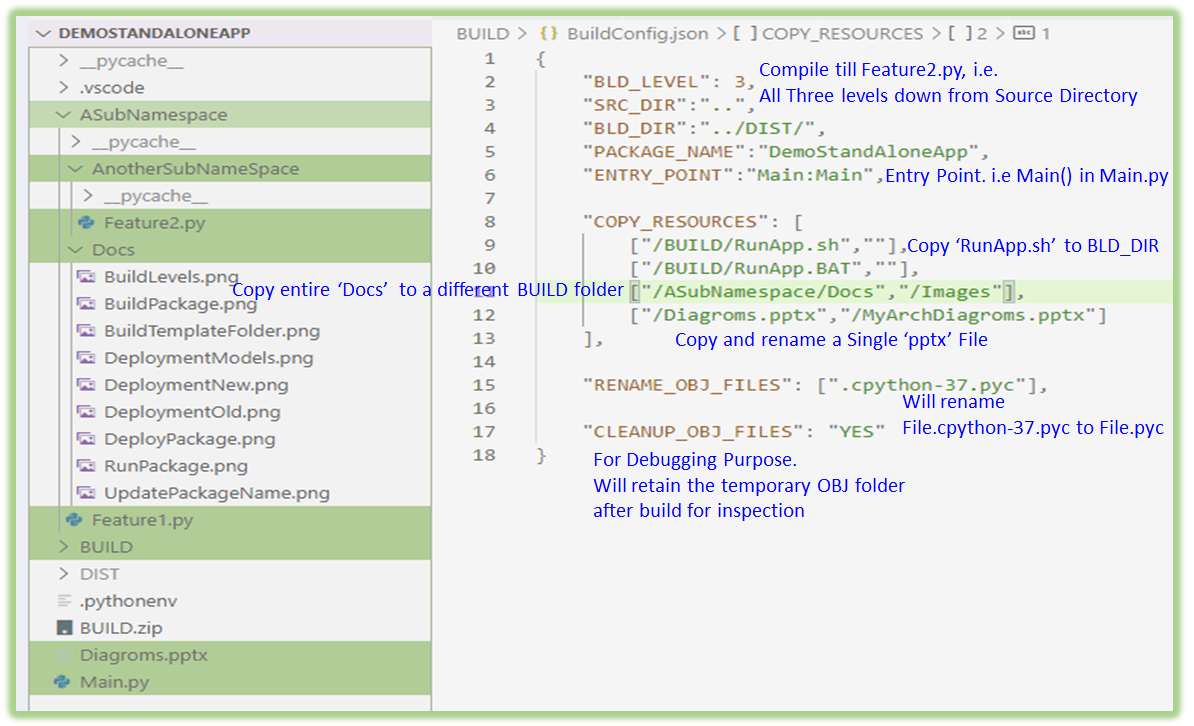 DEMOSTANDALONEAPP
__pycache__
.vscode
ASubNamespace
__pycache__
AnotherSubNameSpace
__pycache__
Feature2.py
Docs
BuildLevels.png
BuildPackage.png
BuildTemplateFolder.png
DeploymentModels.png
DeploymentNew.png
DeploymentOld.png
DeployPackage.png
RunPackage.png
UpdatePackageName.png
Feature1.py
BUILD
DIST
.pythonenv
BUILD.zip
Diagroms.pptx
Main.py
BUILD > {} BuildConfig.json > [ ] COPY_RESOURCES > [ ] 2 > abc 1
1 {
2 "BLD_LEVEL": 3,
Compile till Feature2.py, i.e.
All Three levels down from Source Directory
3 "SRC_DIR":"..",
4 "BLD_DIR":"../DIST/",
5 "PACKAGE_NAME":"DemoStandAloneApp",
6 "ENTRY_POINT":"Main:Main", Entry Point. i.e Main() in Main.py
7
8 "COPY_RESOURCES": [
9 ["/BUILD/RunApp.sh",""], Copy ‘RunApp.sh’ to BLD_DIR
10 ["/BUILD/RunApp.BAT",""],
Copy entire ‘Docs’ to a different BUILD folder
11 ["/ASubNamespace/Docs","/Images"],
12 ["/Diagroms.pptx","/MyArchDiagroms.pptx"]
13 ], Copy and rename a Single ‘pptx’ File
14
15 "RENAME_OBJ_FILES": [".cpython-37.pyc"],
16
Will rename
File.cpython-37.pyc to File.pyc
17 "CLEANUP_OBJ_FILES": "YES"
18 }
For Debugging Purpose.
Will retain the temporary OBJ folder
after build for inspection